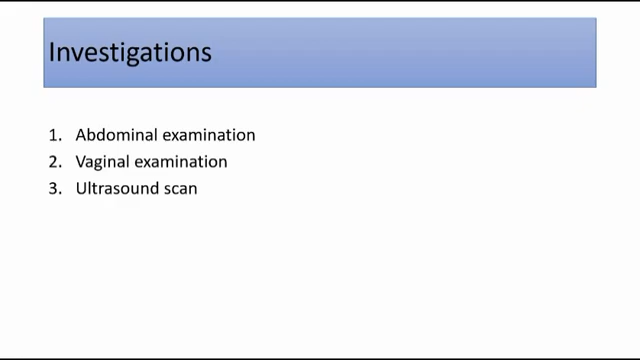 Investigations
1. Abdominal examination
2. Vaginal examination
3. Ultrasound scan